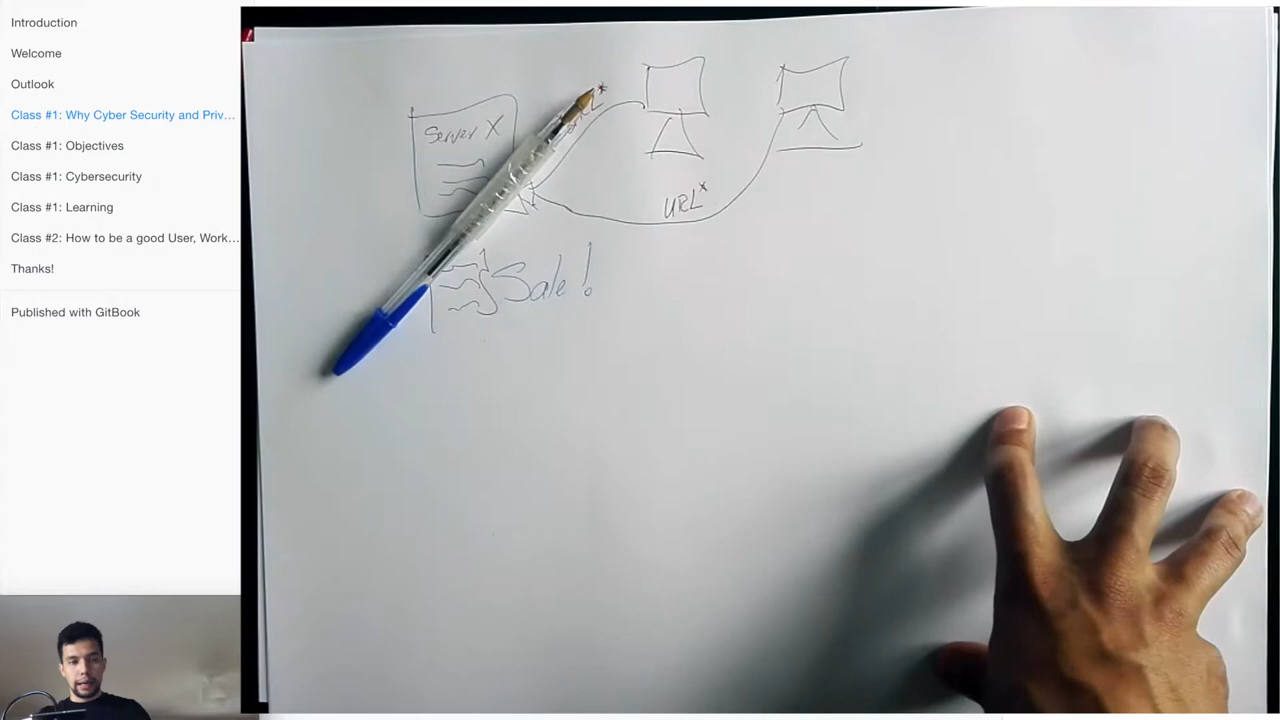 Introduction
Welcome
Outlook
Class #1: Why Cyber Security and Priv...
Class #1: Objectives
Class #1: Cybersecurity
Class #1: Learning
Class #2: How to be a good User, Work...
Thanks!
Published with GitBook
Server X
URL*
Sale!